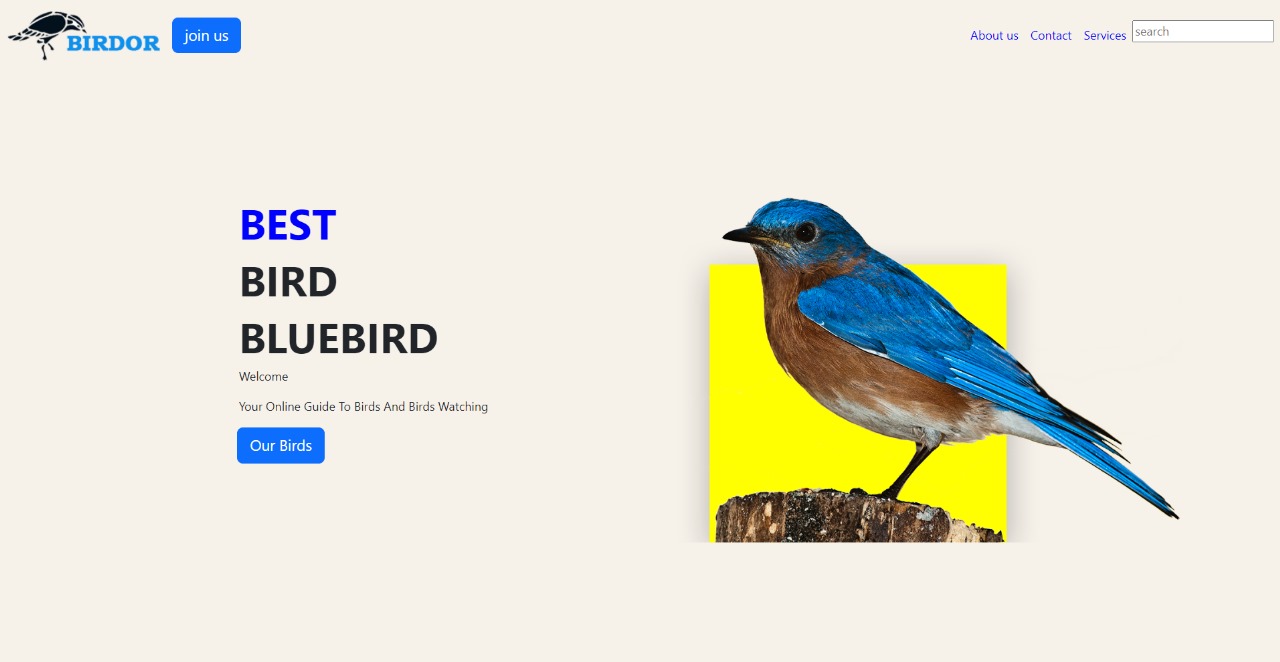 BIRDOR
join us
About us
Contact
Services
search
BEST
BIRD
BLUEBIRD
Welcome
Your Online Guide To Birds And Birds Watching
Our Birds